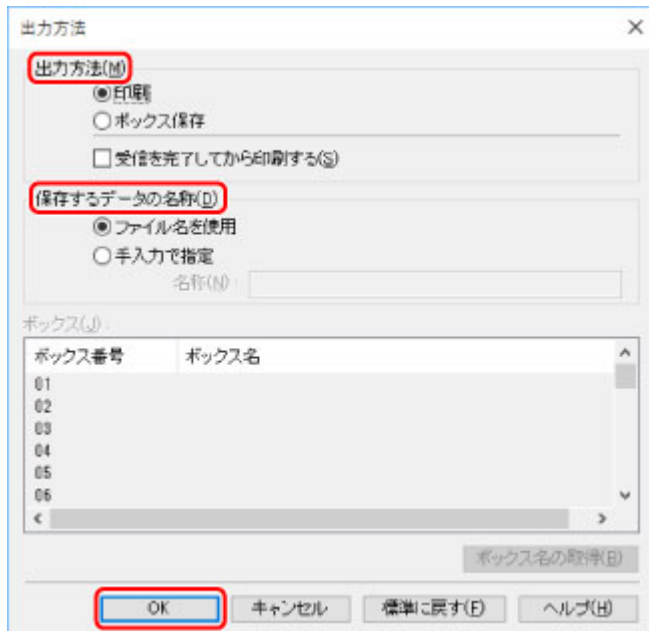 出力方法
出力方法(M)
印刷
ボックス保存
受信を完了してから印刷する(S)
保存するデータの名称(D)
ファイル名を使用
手入力で指定
名称(N):
ボックス(J):
ボックス番号 ボックス名
01
02
03
04
05
06
ボックス名の取得(B)
OK キャンセル 標準に戻す(F) ヘルプ(H)